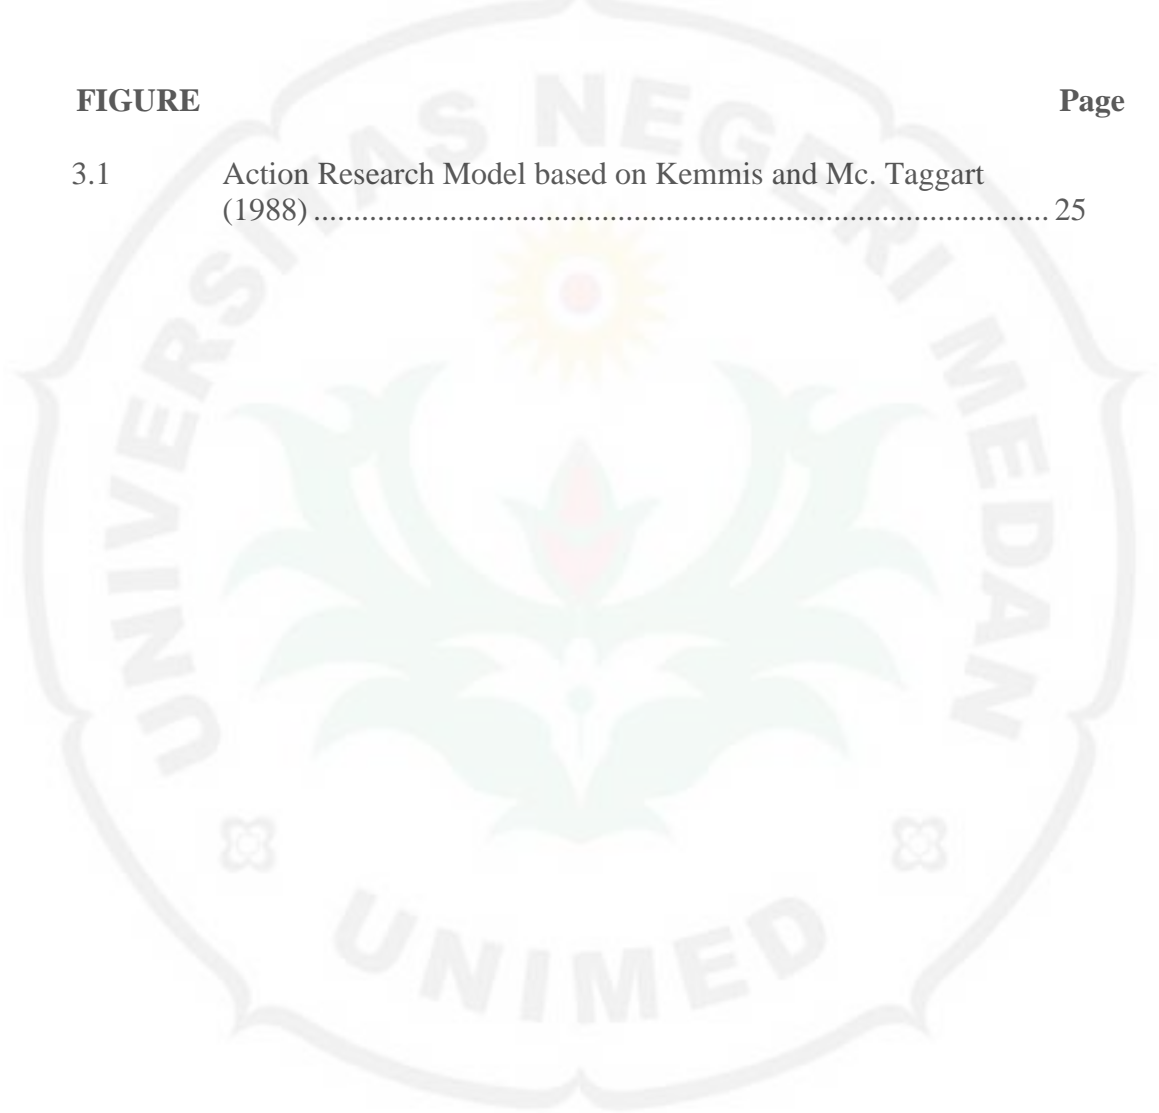 FIGURE Page
3.1 Action Research Model based on Kemmis and Mc. Taggart
(1988) ............................................................................................ 25
UNIVERSITAS NEGERI MEDAN
UNIMED